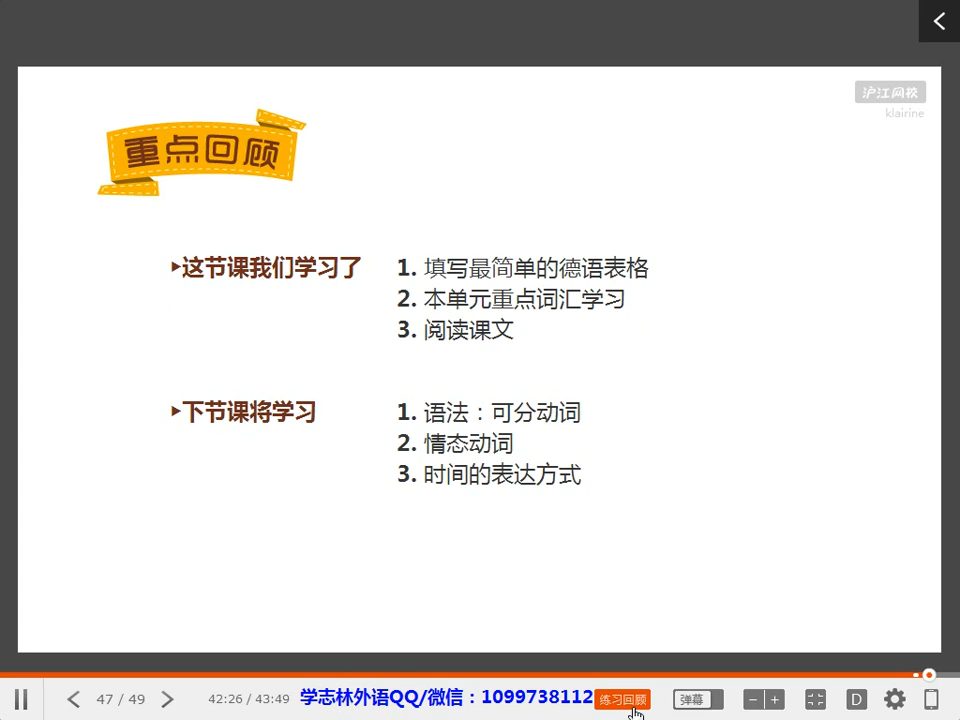 沪江网校
klairine
重点回顾
▸这节课我们学习了
1. 填写最简单的德语表格
2. 本单元重点词汇学习
3. 阅读课文
▸下节课将学习
1. 语法：可分动词
2. 情态动词
3. 时间的表达方式
47 / 49
42:26 / 43:49
学志林外语QQ/微信：1099738112
练习回顾
弹幕
D